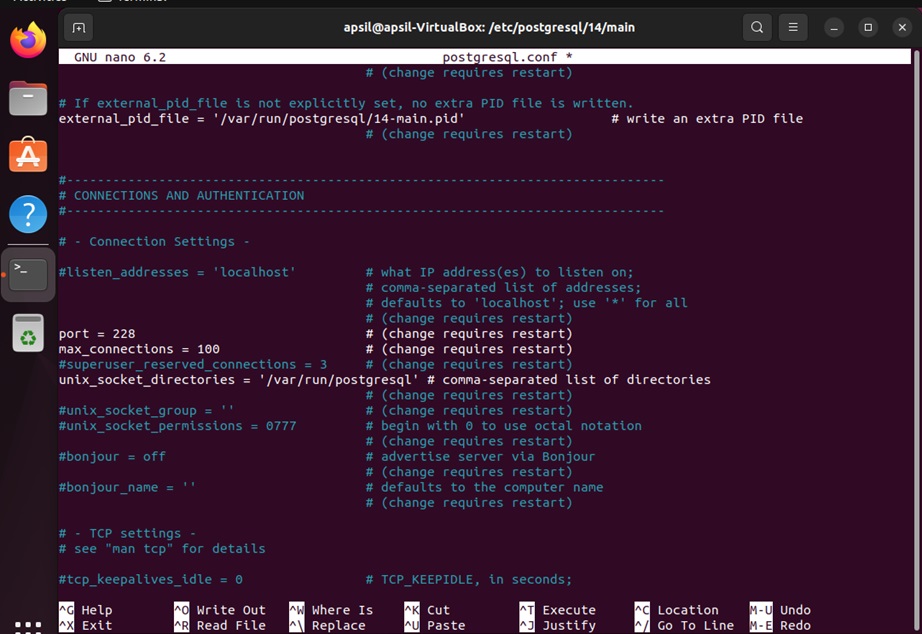 apsil@apsil-VirtualBox: /etc/postgresql/14/main
GNU nano 6.2 postgresql.conf *
# (change requires restart)
# If external_pid_file is not explicitly set, no extra PID file is written.
external_pid_file = '/var/run/postgresql/14-main.pid' # write an extra PID file
# (change requires restart)
#------------------------------------------------------------------------------
# CONNECTIONS AND AUTHENTICATION
#------------------------------------------------------------------------------
# - Connection Settings -
#listen_addresses = 'localhost' # what IP address(es) to listen on;
# comma-separated list of addresses;
# defaults to 'localhost'; use '*' for all
# (change requires restart)
port = 228 # (change requires restart)
max_connections = 100 # (change requires restart)
#superuser_reserved_connections = 3 # (change requires restart)
unix_socket_directories = '/var/run/postgresql' # comma-separated list of directories
# (change requires restart)
#unix_socket_group = '' # (change requires restart)
#unix_socket_permissions = 0777 # begin with 0 to use octal notation
# (change requires restart)
#bonjour = off # advertise server via Bonjour
# (change requires restart)
#bonjour_name = '' # defaults to the computer name
# (change requires restart)
# - TCP settings -
# see "man tcp" for details
#tcp_keepalives_idle = 0 # TCP_KEEPIDLE, in seconds;
^G Help ^O Write Out ^W Where Is ^K Cut ^T Execute ^C Location M-U Undo
^X Exit ^R Read File ^\ Replace ^U Paste ^J Justify ^/ Go To Line M-E Redo